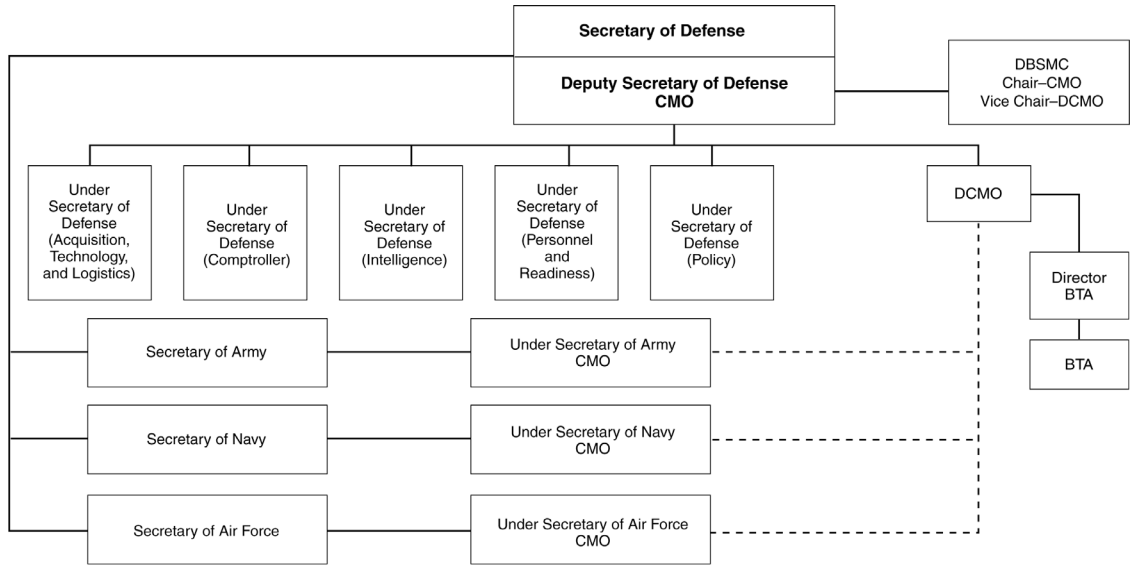 Secretary of Defense
Deputy Secretary of Defense
CMO
DBSMC
Chair–CMO
Vice Chair–DCMO
Under
Secretary of
Defense
(Acquisition,
Technology,
and Logistics)
Under
Secretary of
Defense
(Comptroller)
Under
Secretary of
Defense
(Intelligence)
Under
Secretary of
Defense
(Personnel
and
Readiness)
Under
Secretary of
Defense
(Policy)
DCMO
Director
BTA
BTA
Secretary of Army
Under Secretary of Army
CMO
Secretary of Navy
Under Secretary of Navy
CMO
Secretary of Air Force
Under Secretary of Air Force
CMO